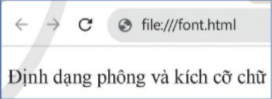 file:///font.html
Định dạng phông và kích cỡ chữ